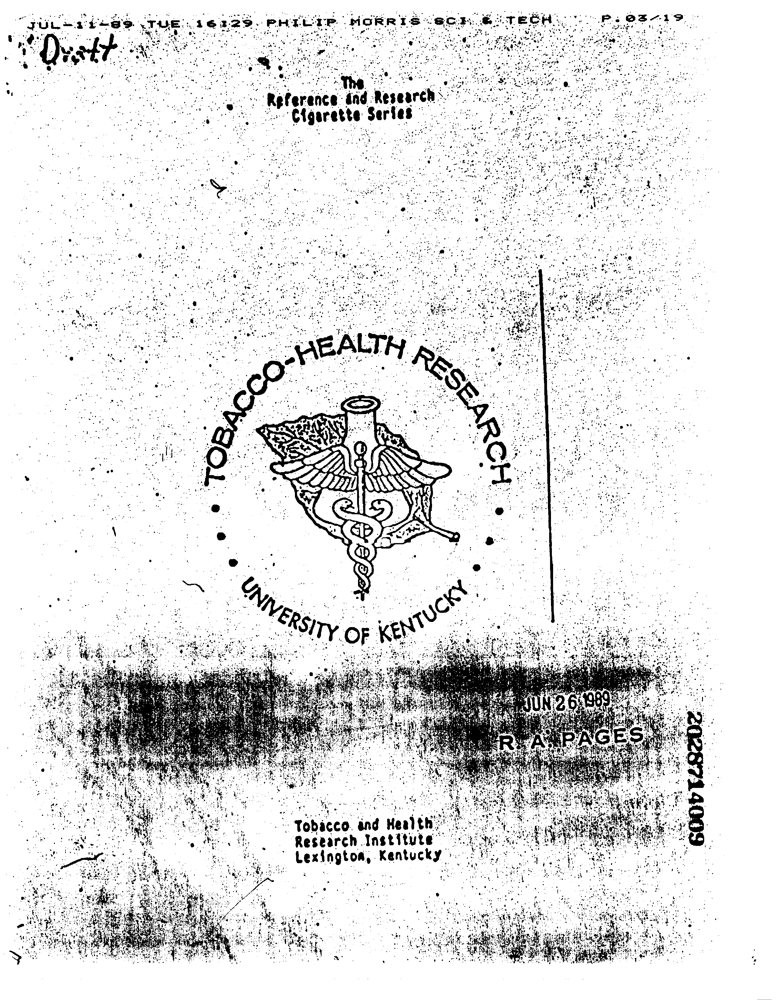 JUL-11-89 TUE 16:29 PHILIP MORRIS SCI & TECH P.03/19
Draft
The
Reference and Research
Cigarette Series
TOBACCO-HEALTH RESEARCH
UNIVERSITY OF KENTUCKY
JUN 26 1989
R. A. PAGES
2028714009
Tobacco and Health
Research Institute
Lexington, Kentucky